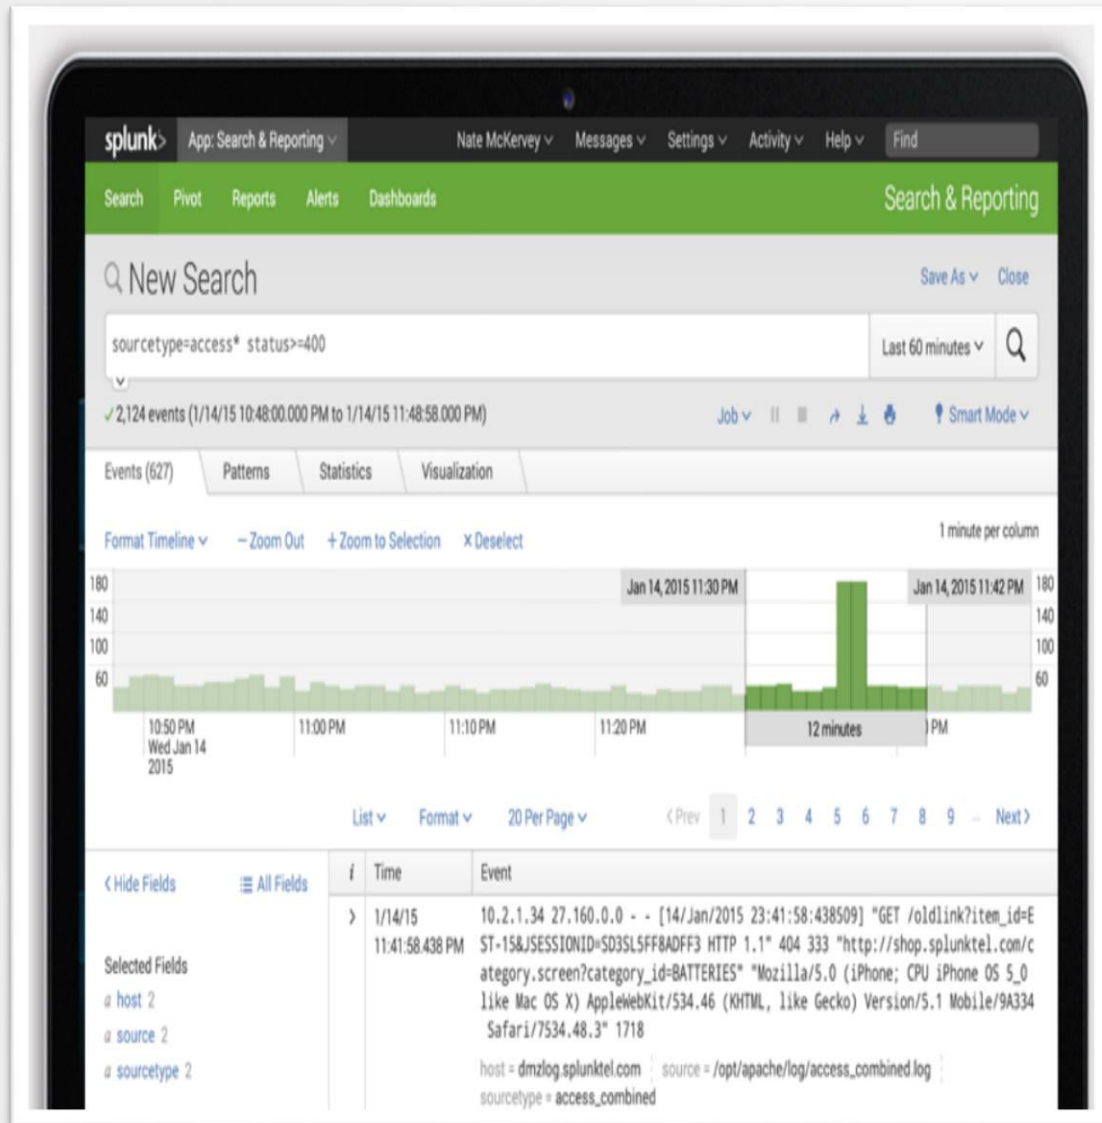 splunk> App: Search & Reporting Nate McKervey Messages Settings Activity Help Find
Search Pivot Reports Alerts Dashboards Search & Reporting
New Search Save As Close
sourcetype=access* status>=400 Last 60 minutes
2,124 events (1/14/15 10:48:00.000 PM to 1/14/15 11:48:58.000 PM) Job Smart Mode
Events (627) Patterns Statistics Visualization
Format Timeline – Zoom Out + Zoom to Selection × Deselect 1 minute per column
Jan 14, 2015 11:30 PM Jan 14, 2015 11:42 PM
180 180
140 140
100 100
60 60
10:50 PM 11:00 PM 11:10 PM 11:20 PM 12 minutes PM
Wed Jan 14
2015
List Format 20 Per Page < Prev 1 2 3 4 5 6 7 8 9 ... Next >
< Hide Fields All Fields i Time Event
> 1/14/15 10.2.1.34 27.160.0.0 - - [14/Jan/2015 23:41:58:438509] "GET /oldlink?item_id=E
11:41:58.438 PM ST-15&JSESSIONID=SD3SL5FF8ADFF3 HTTP 1.1" 404 333 "http://shop.splunktel.com/c
Selected Fields ategory.screen?category_id=BATTERIES" "Mozilla/5.0 (iPhone; CPU iPhone OS 5_0
a host 2 like Mac OS X) AppleWebKit/534.46 (KHTML, like Gecko) Version/5.1 Mobile/9A334
a source 2 Safari/7534.48.3" 1718
a sourcetype 2 host = dmzlog.splunktel.com source = /opt/apache/log/access_combined.log
sourcetype = access_combined